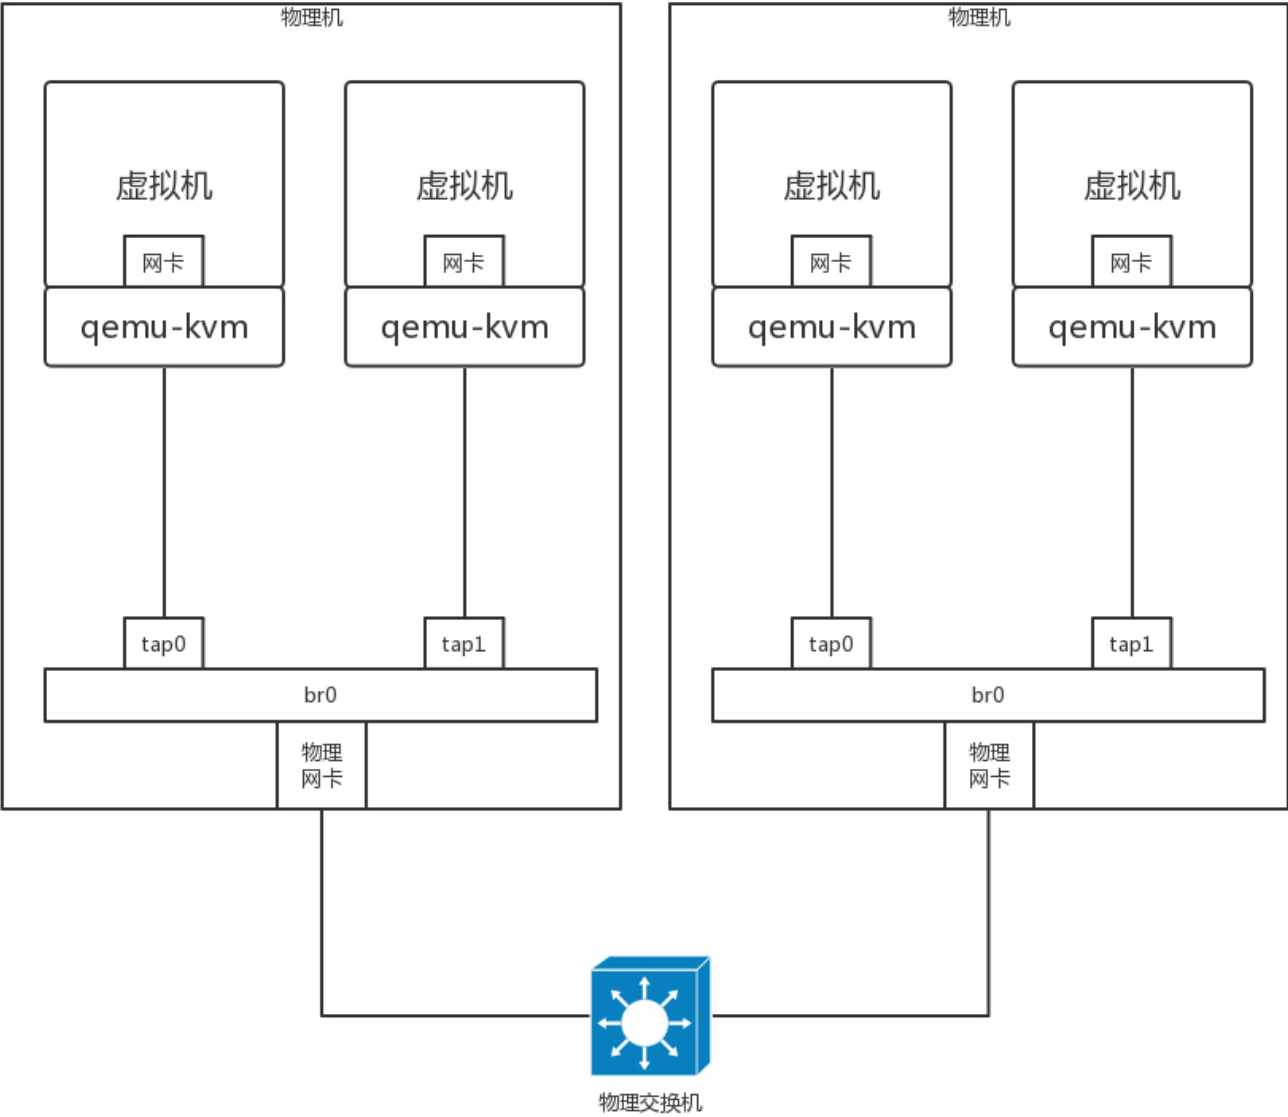 物理机
物理机
虚拟机
虚拟机
虚拟机
虚拟机
网卡
网卡
网卡
网卡
qemu-kvm
qemu-kvm
qemu-kvm
qemu-kvm
tap0
tap1
tap0
tap1
br0
br0
物理
网卡
物理
网卡
物理交换机